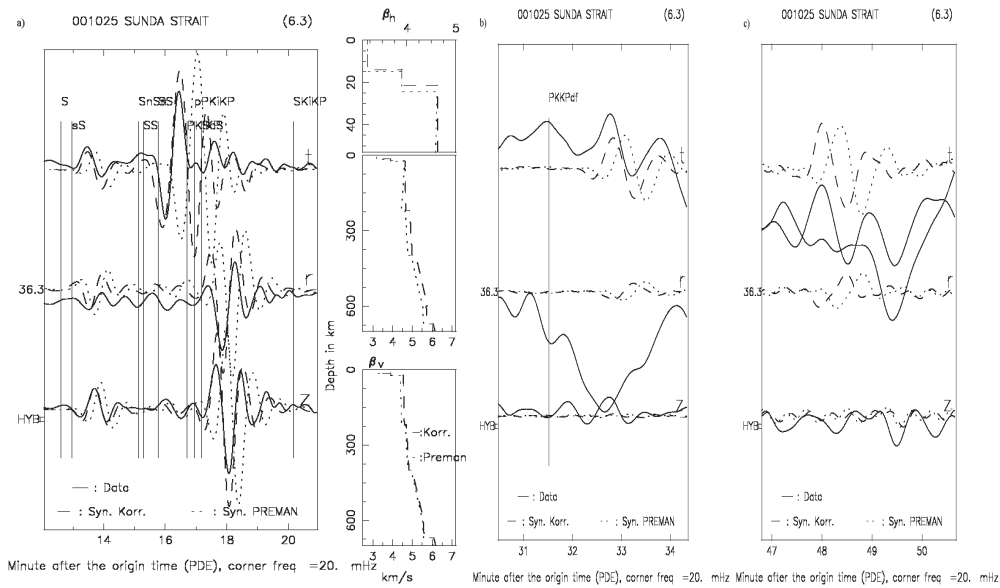 a)
001025 SUNDA STRAIT (6.3)
S
sS
SS
pPKiKP
SKiKP
t
36.3
r
HYB
Z
— : Data
— : Syn. Korr. ·· : Syn. PREMAN
12 14 16 18 20
Minute after the origin time (PDE), corner freq =20. mHz
βh
4 5
0
20
40
0
300
600
Depth in km
βv
0
300
600
–:Korr.
··:Preman
3 4 5 6 7
3 4 5 6 7
km/s
b)
001025 SUNDA STRAIT (6.3)
PKKPdf
t
36.3
r
HYB
Z
— : Data
– : Syn. Korr. ·· : Syn. PREMAN
31 32 33 34
Minute after the origin time (PDE), corner freq =20. mHz
c)
001025 SUNDA STRAIT (6.3)
t
36.3
r
HYB
Z
— : Data
– : Syn. Korr. ·· : Syn. PREMAN
47 48 49 50
Minute after the origin time (PDE), corner freq =20. mHz